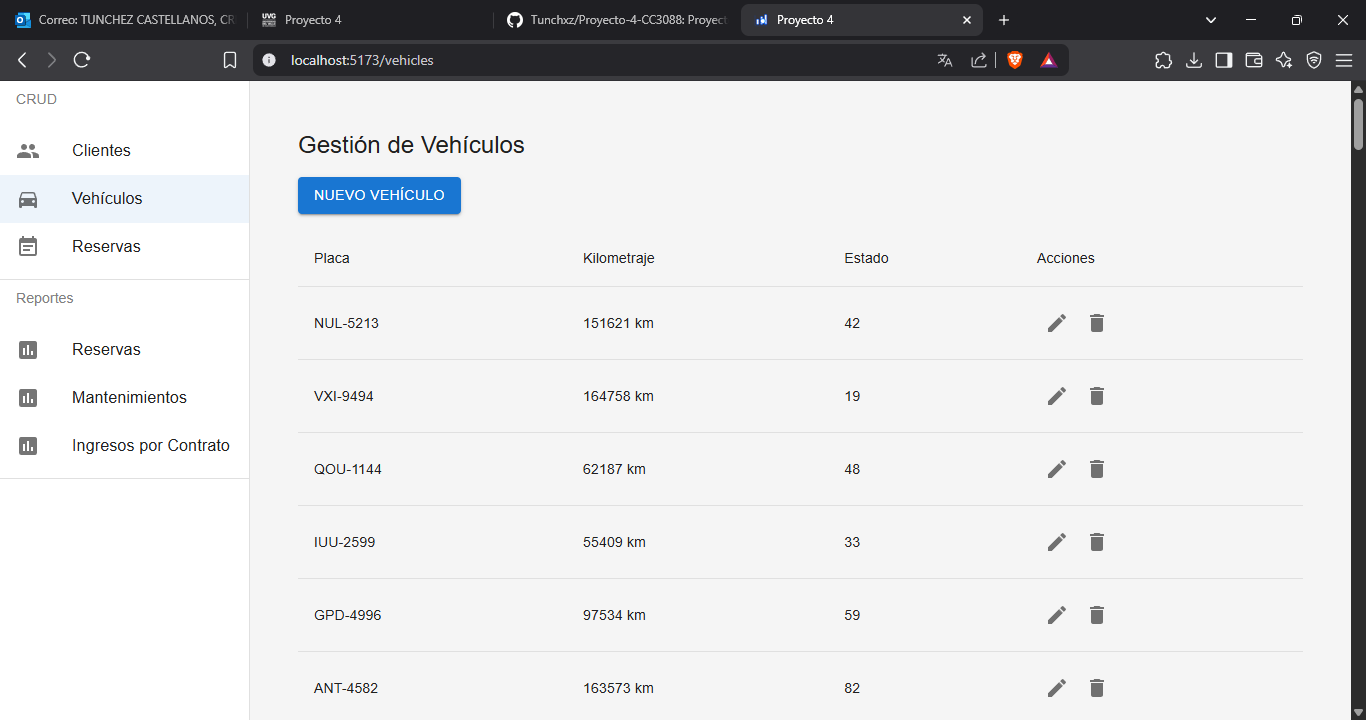 Correo: TUNCHEZ CASTELLANOS, CR
UVG
Proyecto 4
Tunchxz/Proyecto-4-CC3088: Proyect
Proyecto 4
localhost:5173/vehicles
CRUD
Clientes
Vehículos
Reservas
Reportes
Reservas
Mantenimientos
Ingresos por Contrato
Gestión de Vehículos
NUEVO VEHÍCULO
Placa Kilometraje Estado Acciones
NUL-5213 151621 km 42
VXI-9494 164758 km 19
QOU-1144 62187 km 48
IUU-2599 55409 km 33
GPD-4996 97534 km 59
ANT-4582 163573 km 82